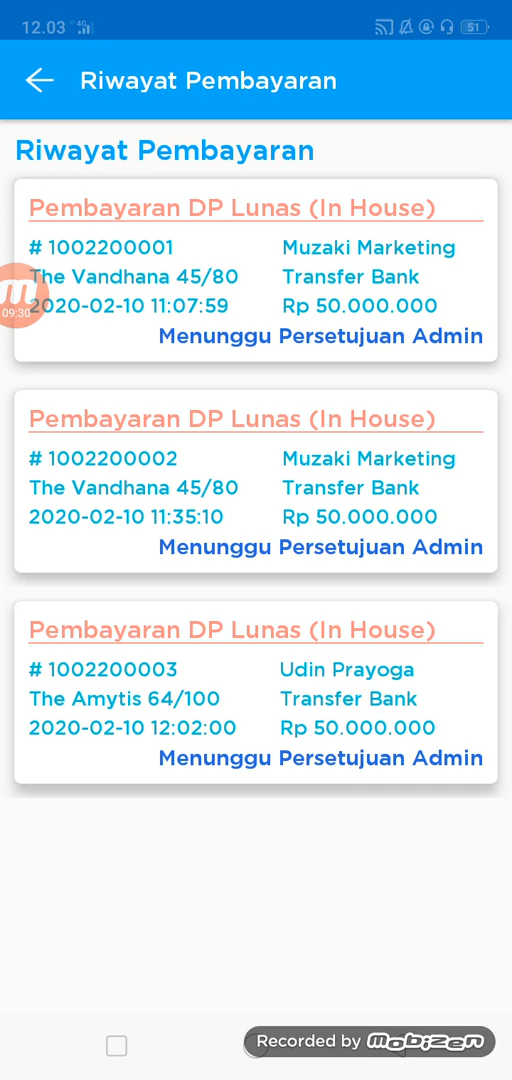 12.03 4G 51
Riwayat Pembayaran
Riwayat Pembayaran
Pembayaran DP Lunas (In House)
# 1002200001 Muzaki Marketing
The Vandhana 45/80 Transfer Bank
2020-02-10 11:07:59 Rp 50.000.000
Menunggu Persetujuan Admin
m
09:30
Pembayaran DP Lunas (In House)
# 1002200002 Muzaki Marketing
The Vandhana 45/80 Transfer Bank
2020-02-10 11:35:10 Rp 50.000.000
Menunggu Persetujuan Admin
Pembayaran DP Lunas (In House)
# 1002200003 Udin Prayoga
The Amytis 64/100 Transfer Bank
2020-02-10 12:02:00 Rp 50.000.000
Menunggu Persetujuan Admin
Recorded by mobizen